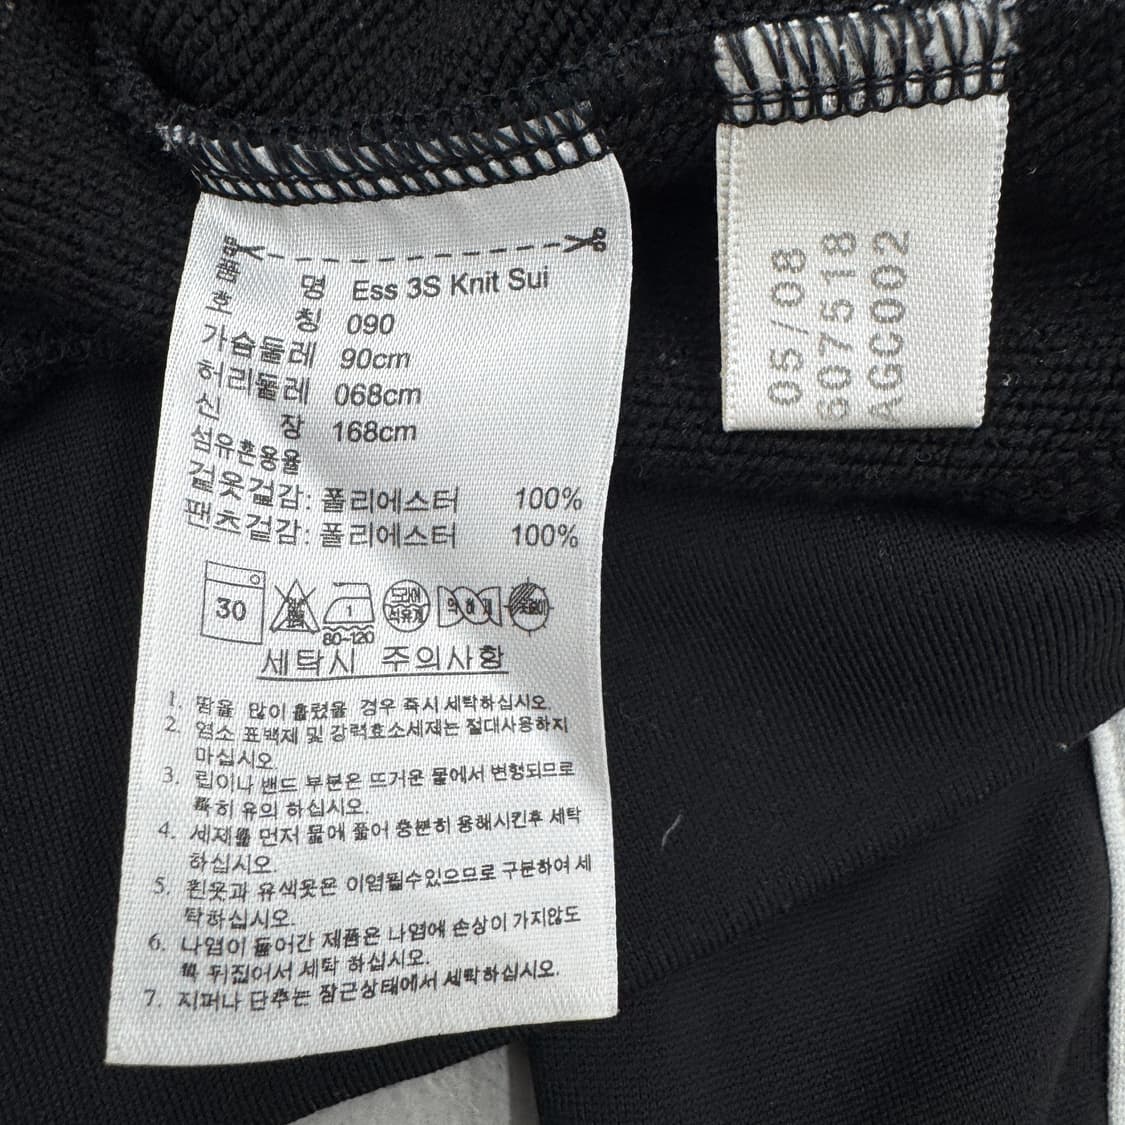 품 명 Ess 3S Knit Sui
호 칭 090
가슴둘레 90cm
허리둘레 068cm
신 장 168cm
섬유혼용율
겉옷겉감: 폴리에스터 100%
팬츠겉감: 폴리에스터 100%
30
1
80~120
드라이
석유계
약하게
옷걸이
세탁시 주의사항
1. 땀을 많이 흘렸을 경우 즉시 세탁하십시오.
2. 염소 표백제 및 강력효소세제는 절대사용하지
마십시오
3. 립이나 밴드 부분은 뜨거운 물에서 변형되므로
특히 유의 하십시오.
4. 세제를 먼저 물에 풀어 충분히 용해시킨후 세탁
하십시오.
5. 흰옷과 유색옷은 이염될수있으므로 구분하여 세
탁하십시오.
6. 나염이 들어간 제품은 나염에 손상이 가지않도
록 뒤집어서 세탁 하십시오.
7. 지퍼나 단추는 잠근상태에서 세탁하십시오.
05/08
607518
AGC002